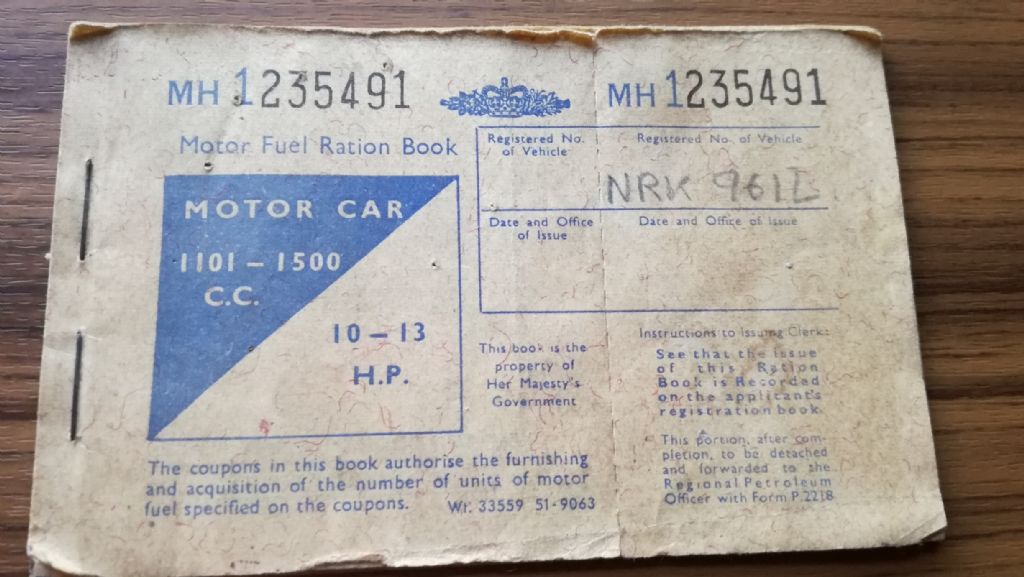 MH 1235491
MH 1235491
Motor Fuel Ration Book
MOTOR CAR
1101 – 1500
C.C.
10 – 13
H.P.
Registered No.
of Vehicle
Registered No. of Vehicle
NRK 961
Date and Office
of Issue
Date and Office of Issue
This book is the
property of
Her Majesty's
Government
Instructions to Issuing Clerk:
See that the issue
of this Ration
Book is Recorded
on the applicant's
registration book.
This portion, after com-
pletion, to be detached
and forwarded to the
Regional Petroleum
Officer with Form P.2218
The coupons in this book authorise the furnishing
and acquisition of the number of units of motor
fuel specified on the coupons.
Wt. 33559 51-9063